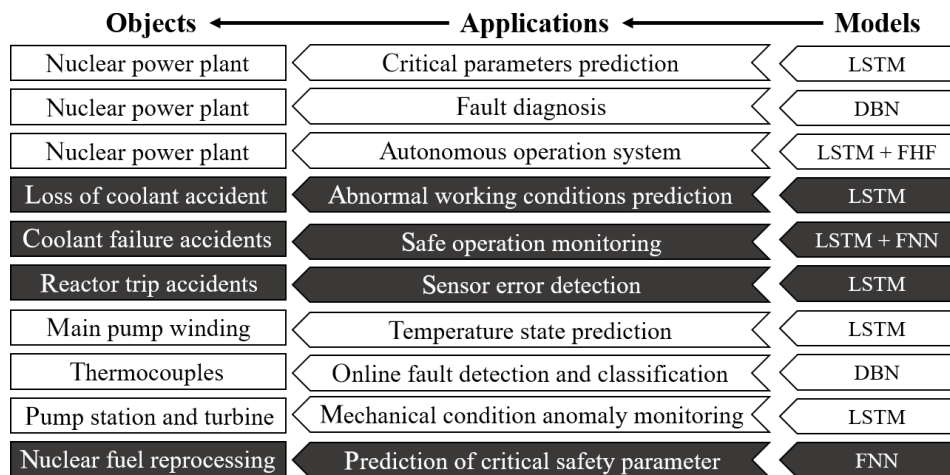 Objects Applications Models
Nuclear power plant Critical parameters prediction LSTM
Nuclear power plant Fault diagnosis DBN
Nuclear power plant Autonomous operation system LSTM + FHF
Loss of coolant accident Abnormal working conditions prediction LSTM
Coolant failure accidents Safe operation monitoring LSTM + FNN
Reactor trip accidents Sensor error detection LSTM
Main pump winding Temperature state prediction LSTM
Thermocouples Online fault detection and classification DBN
Pump station and turbine Mechanical condition anomaly monitoring LSTM
Nuclear fuel reprocessing Prediction of critical safety parameter FNN